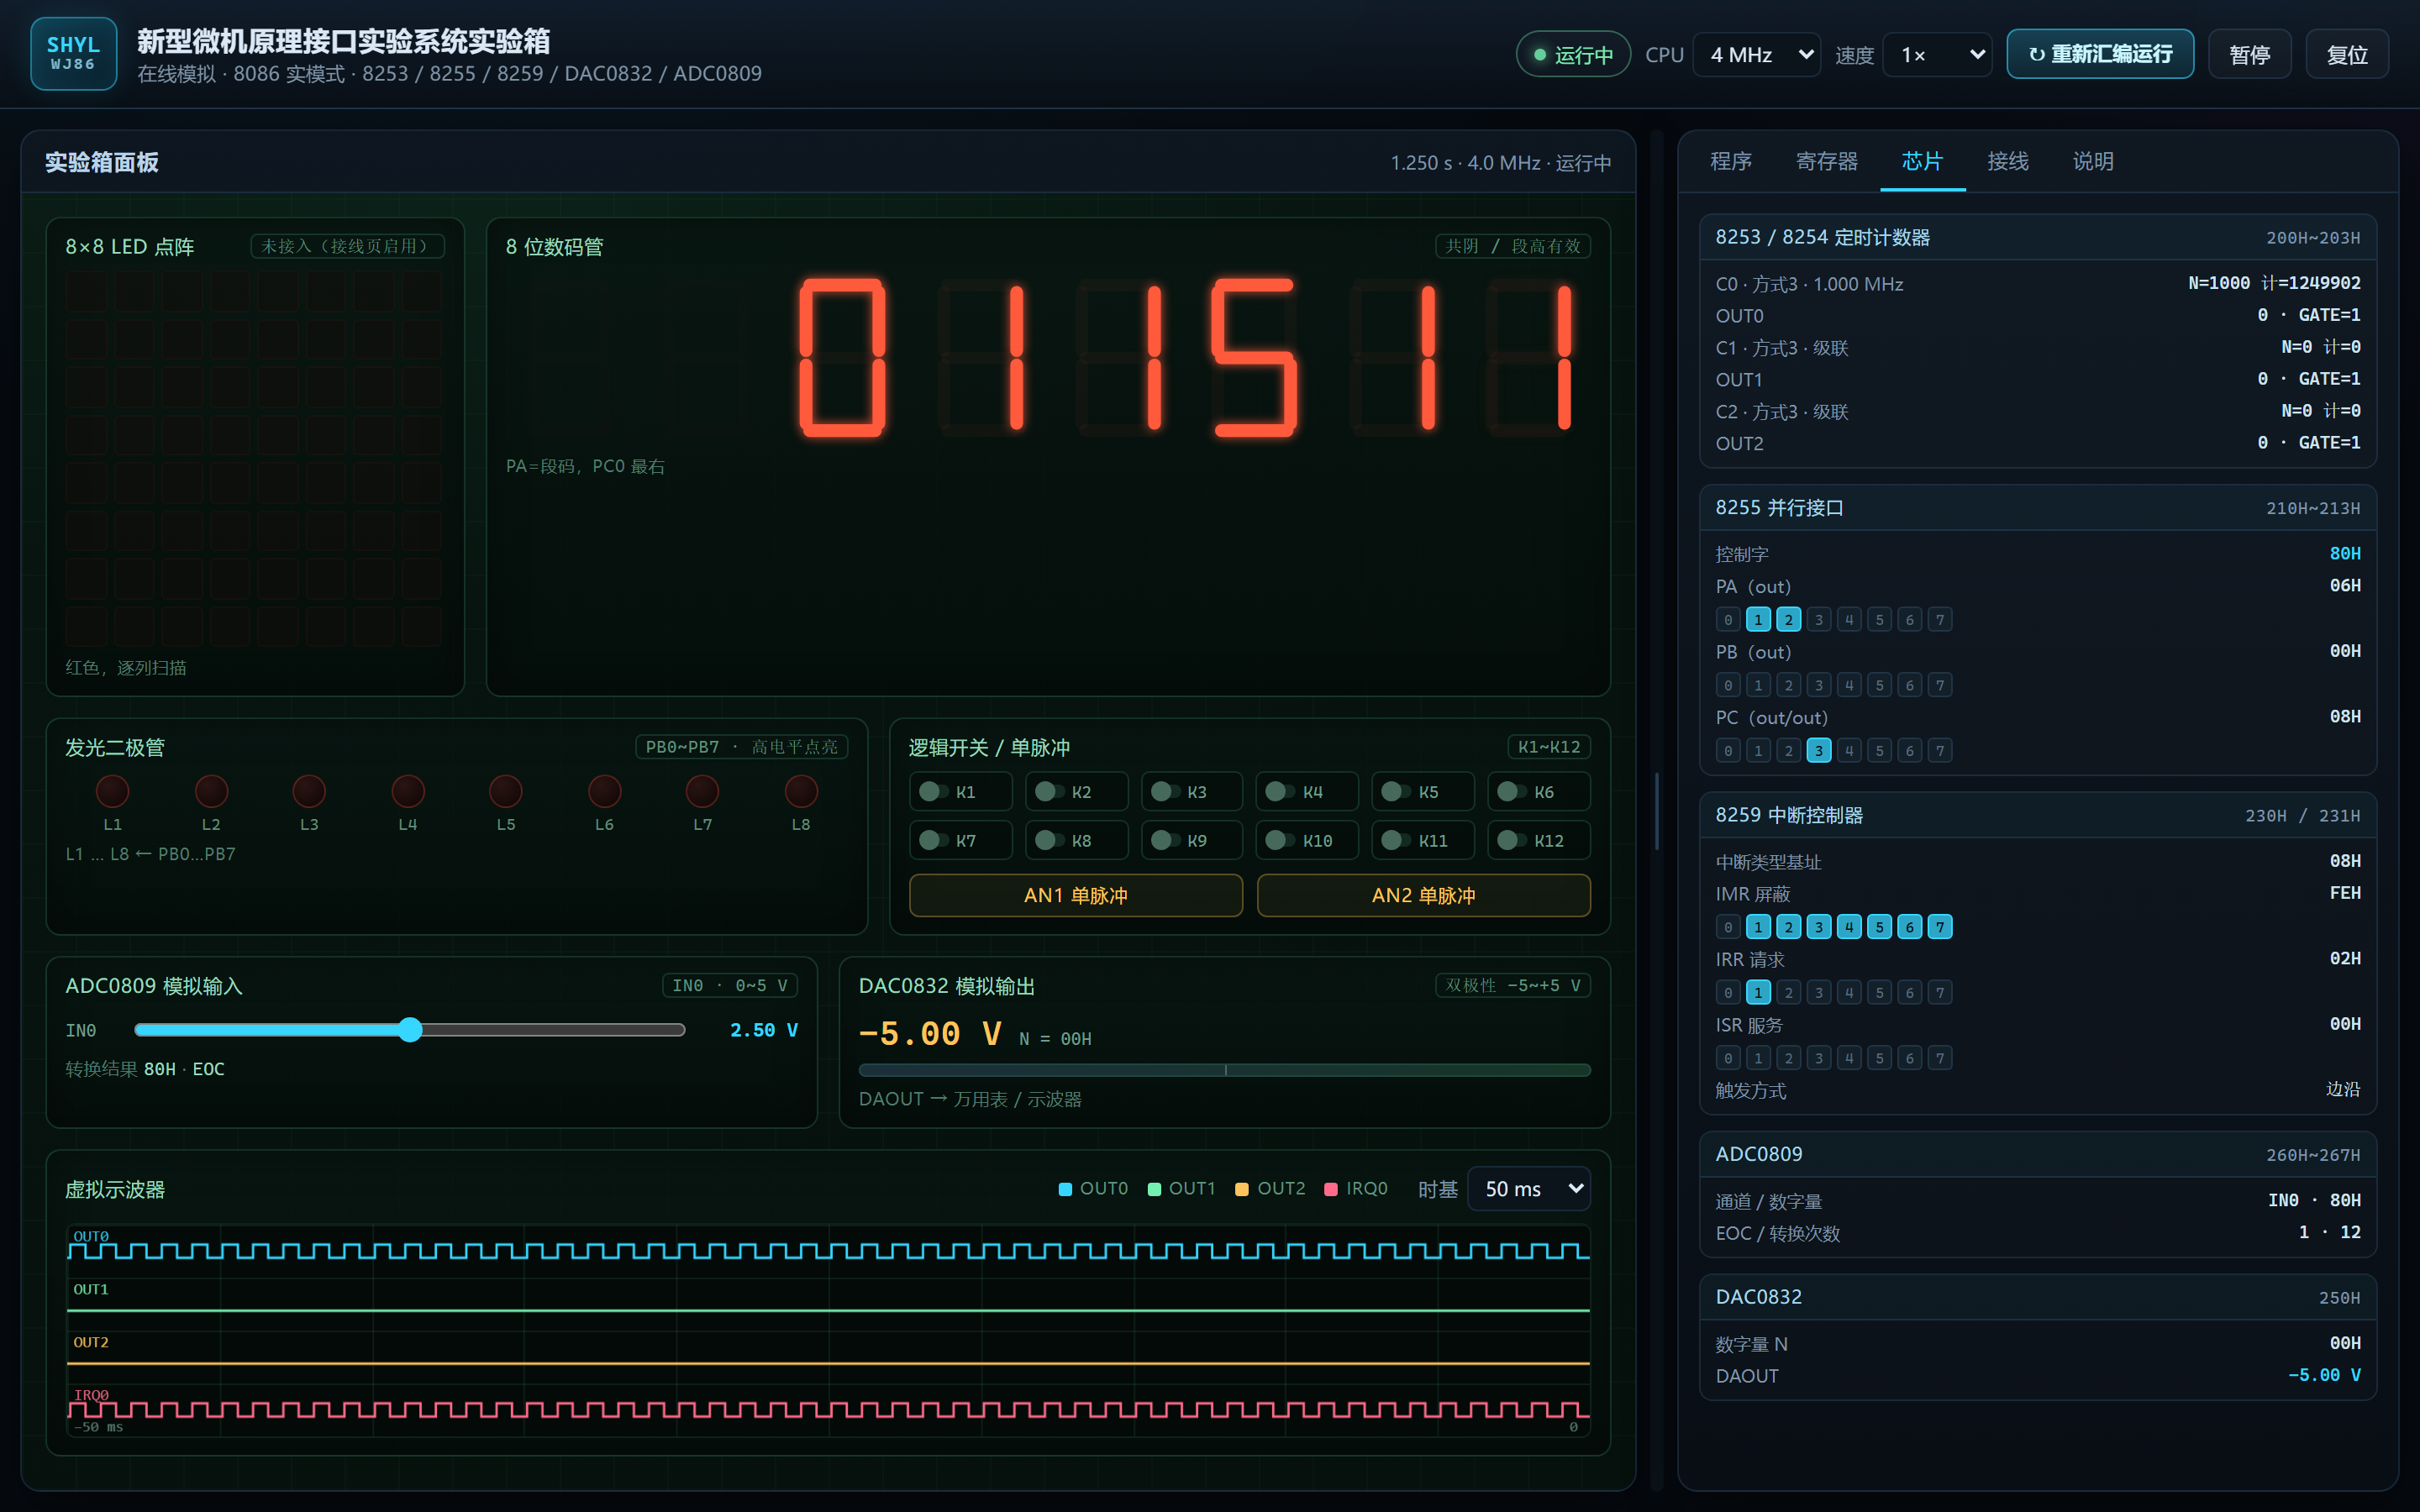 SHYL
WJ86
新型微机原理接口实验系统实验箱
在线模拟 · 8086 实模式 · 8253 / 8255 / 8259 / DAC0832 / ADC0809
运行中
CPU
4 MHz
速度
1×
↻ 重新汇编运行
暂停
复位
实验箱面板
1.250 s · 4.0 MHz · 运行中
8×8 LED 点阵
未接入（接线页启用）
红色，逐列扫描
8 位数码管
共阴 / 段高有效
011511
PA=段码，PC0 最右
发光二极管
PB0~PB7 · 高电平点亮
L1 L2 L3 L4 L5 L6 L7 L8
L1 … L8 ← PB0…PB7
逻辑开关 / 单脉冲
K1~K12
K1 K2 K3 K4 K5 K6
K7 K8 K9 K10 K11 K12
AN1 单脉冲
AN2 单脉冲
ADC0809 模拟输入
IN0 · 0~5 V
IN0
2.50 V
转换结果 80H · EOC
DAC0832 模拟输出
双极性 −5~+5 V
−5.00 V N = 00H
DAOUT → 万用表 / 示波器
虚拟示波器
OUT0 OUT1 OUT2 IRQ0
时基
50 ms
OUT0
OUT1
OUT2
IRQ0
−50 ms
0
程序 寄存器 芯片 接线 说明
8253 / 8254 定时计数器 200H~203H
C0 · 方式3 · 1.000 MHz N=1000 计=1249902
OUT0 0 · GATE=1
C1 · 方式3 · 级联 N=0 计=0
OUT1 0 · GATE=1
C2 · 方式3 · 级联 N=0 计=0
OUT2 0 · GATE=1
8255 并行接口 210H~213H
控制字 80H
PA（out） 06H
0 1 2 3 4 5 6 7
PB（out） 00H
0 1 2 3 4 5 6 7
PC（out/out） 08H
0 1 2 3 4 5 6 7
8259 中断控制器 230H / 231H
中断类型基址 08H
IMR 屏蔽 FEH
0 1 2 3 4 5 6 7
IRR 请求 02H
0 1 2 3 4 5 6 7
ISR 服务 00H
0 1 2 3 4 5 6 7
触发方式 边沿
ADC0809 260H~267H
通道 / 数字量 IN0 · 80H
EOC / 转换次数 1 · 12
DAC0832 250H
数字量 N 00H
DAOUT −5.00 V